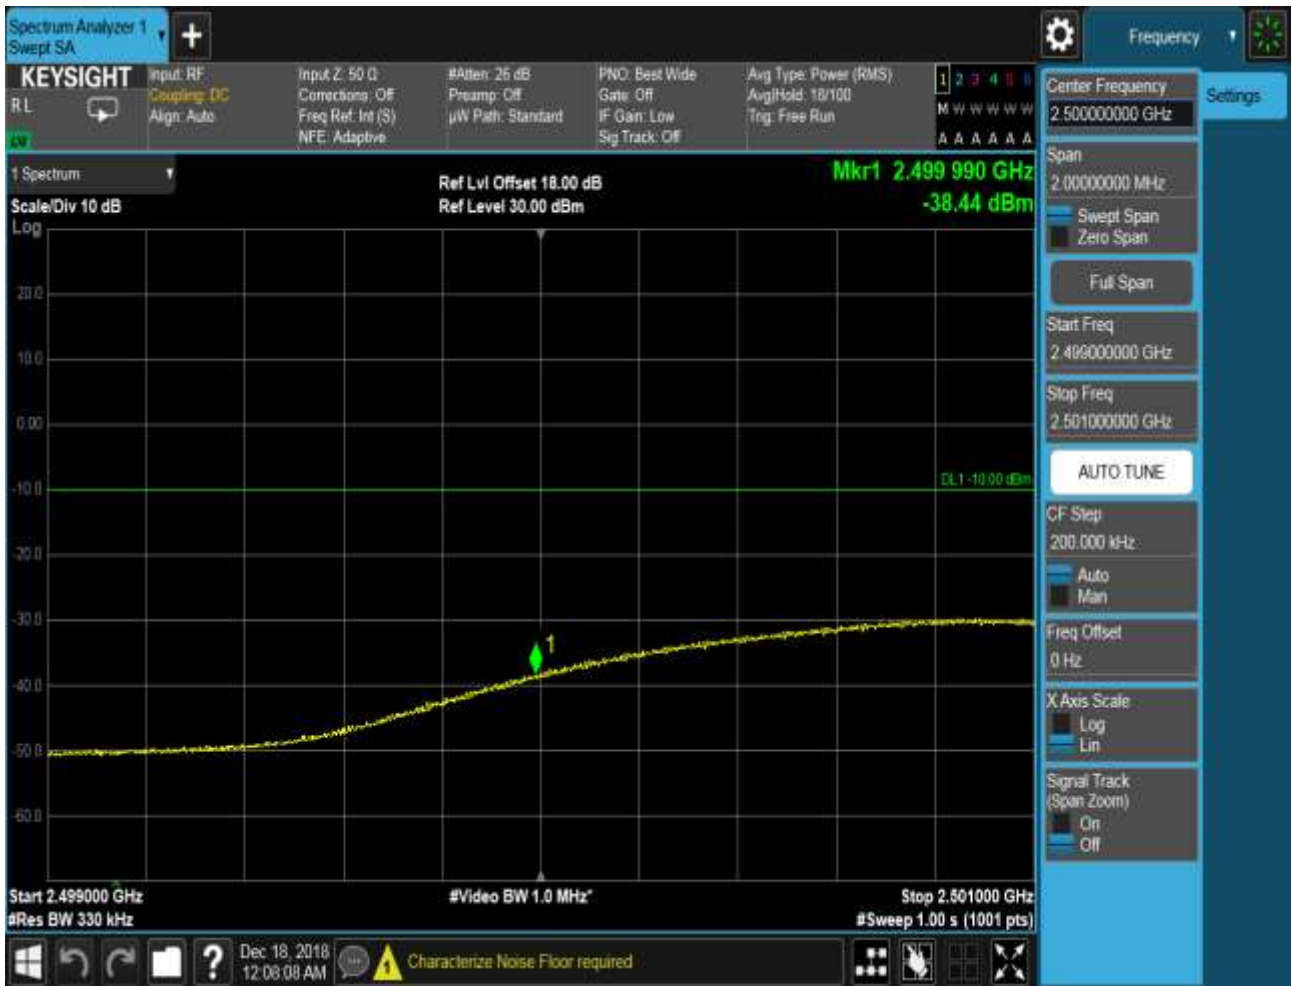 Spectrum Analyzer 1
Swept SA
Frequency
KEYSIGHT
R L
Input: RF
Coupling: DC
Align: Auto
Input Z: 50 Ω
Corrections: Off
Freq Ref: Int (S)
NFE: Adaptive
#Atten: 26 dB
Preamp: Off
µW Path: Standard
PNO: Best Wide
Gate: Off
IF Gain: Low
Sig Track: Off
Avg Type: Power (RMS)
Avg|Hold: 18/100
Trig: Free Run
1 2 3 4 5 6
M W W W W W
A A A A A A
1 Spectrum
Scale/Div 10 dB
Log
Ref Lvl Offset 18.00 dB
Ref Level 30.00 dBm
Mkr1 2.499 990 GHz
-38.44 dBm
20.0
10.0
0.00
-10.0
-20.0
-30.0
-40.0
-50.0
-60.0
DL1 -10.00 dBm
1
Start 2.499000 GHz
#Res BW 330 kHz
#Video BW 1.0 MHz*
Stop 2.501000 GHz
#Sweep 1.00 s (1001 pts)
Dec 18, 2018
12:08:08 AM
Characterize Noise Floor required
Center Frequency
2.500000000 GHz
Settings
Span
2.00000000 MHz
Swept Span
Zero Span
Full Span
Start Freq
2.499000000 GHz
Stop Freq
2.501000000 GHz
AUTO TUNE
CF Step
200.000 kHz
Auto
Man
Freq Offset
0 Hz
X Axis Scale
Log
Lin
Signal Track
(Span Zoom)
On
Off